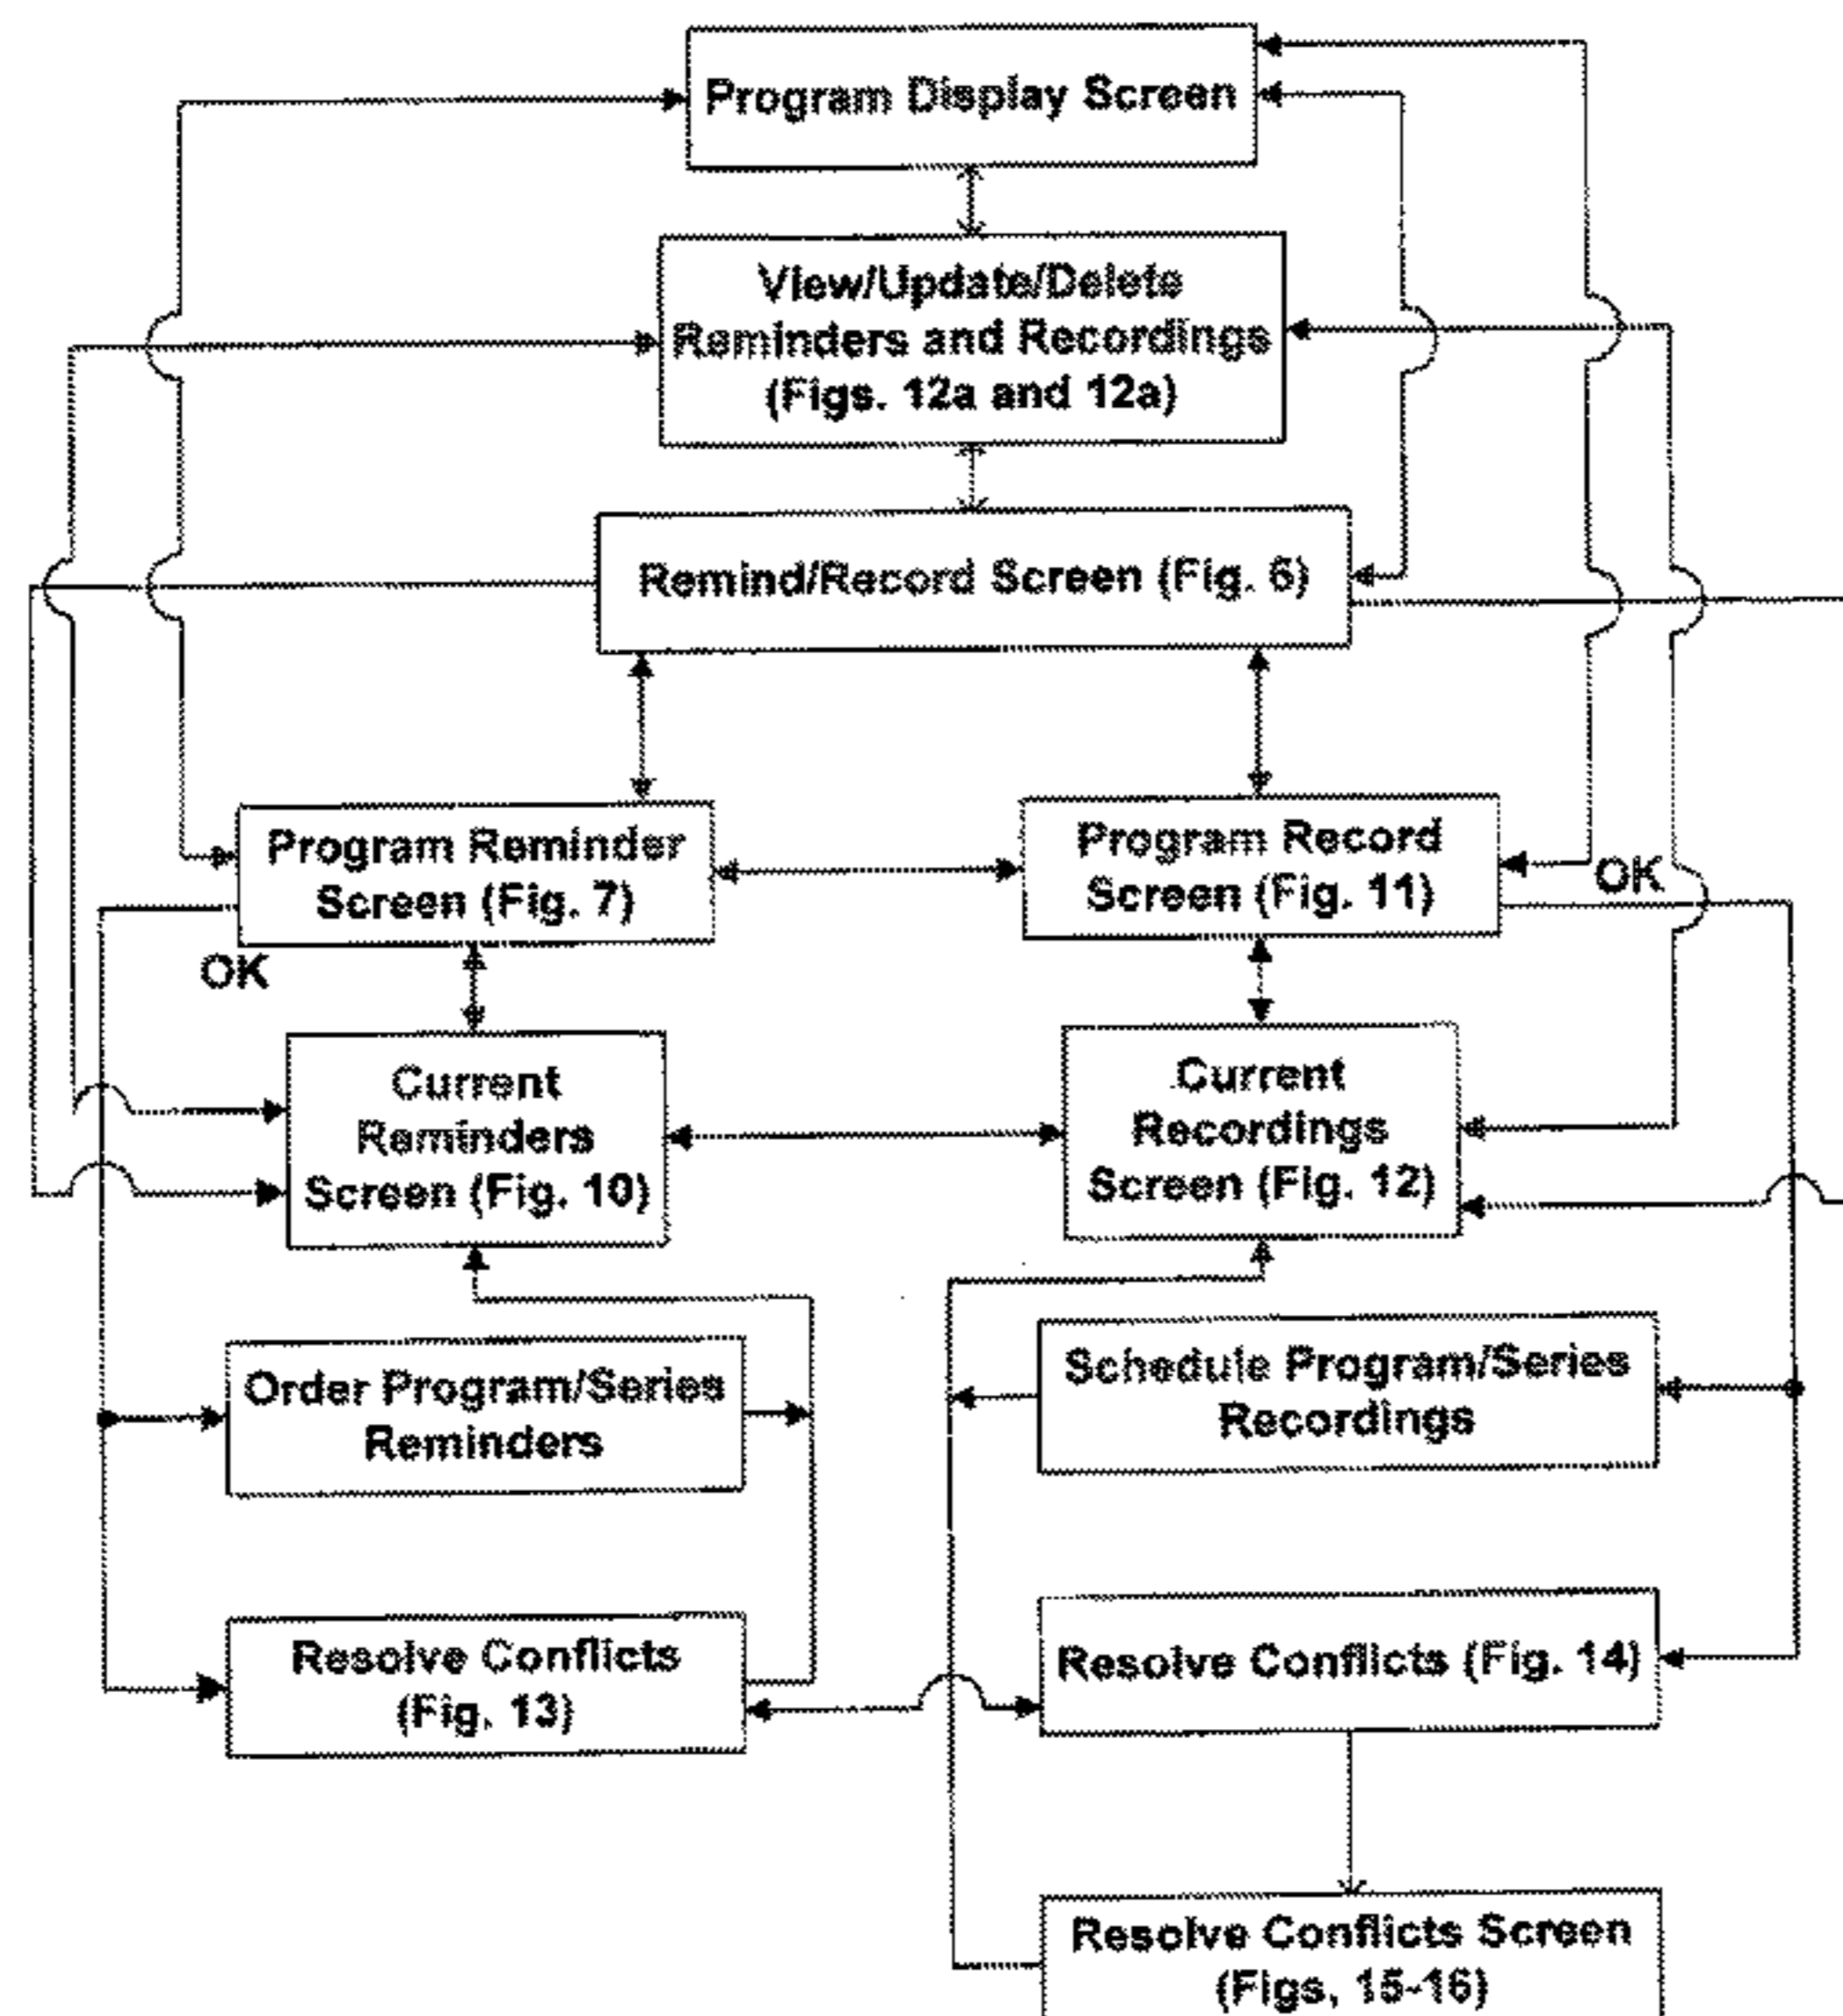 Program Display Screen
View/Update/Delete
Reminders and Recordings
(Figs. 12a and 12a)
Remind/Record Screen (Fig. 6)
Program Reminder
Screen (Fig. 7)
Program Record
Screen (Fig. 11)
OK
OK
Current
Reminders
Screen (Fig. 10)
Current
Recordings
Screen (Fig. 12)
Order Program/Series
Reminders
Schedule Program/Series
Recordings
Resolve Conflicts
(Fig. 13)
Resolve Conflicts (Fig. 14)
Resolve Conflicts Screen
(Figs, 15-16)